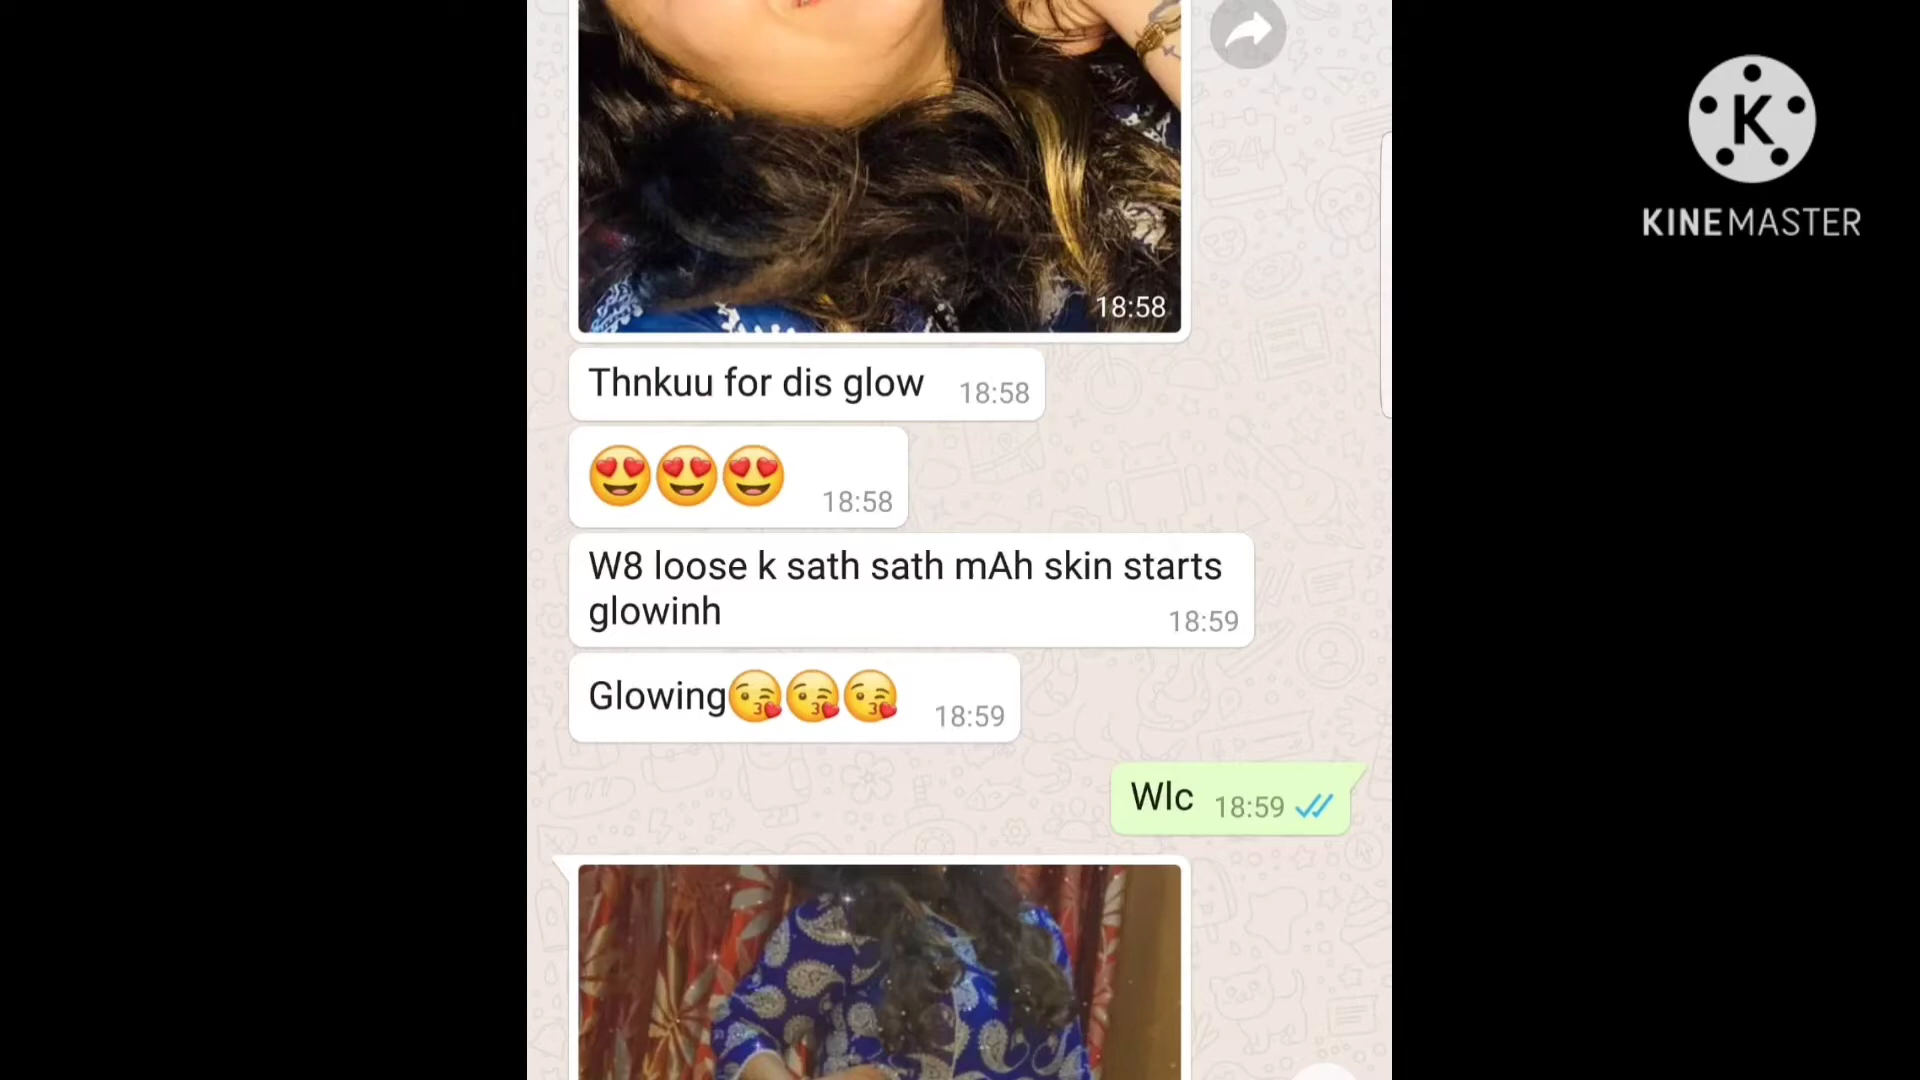 K
KINEMASTER
18:58
Thnkuu for dis glow 18:58
😍😍😍 18:58
W8 loose k sath sath mAh skin starts
glowinh 18:59
Glowing😘😘😘 18:59
Wlc 18:59